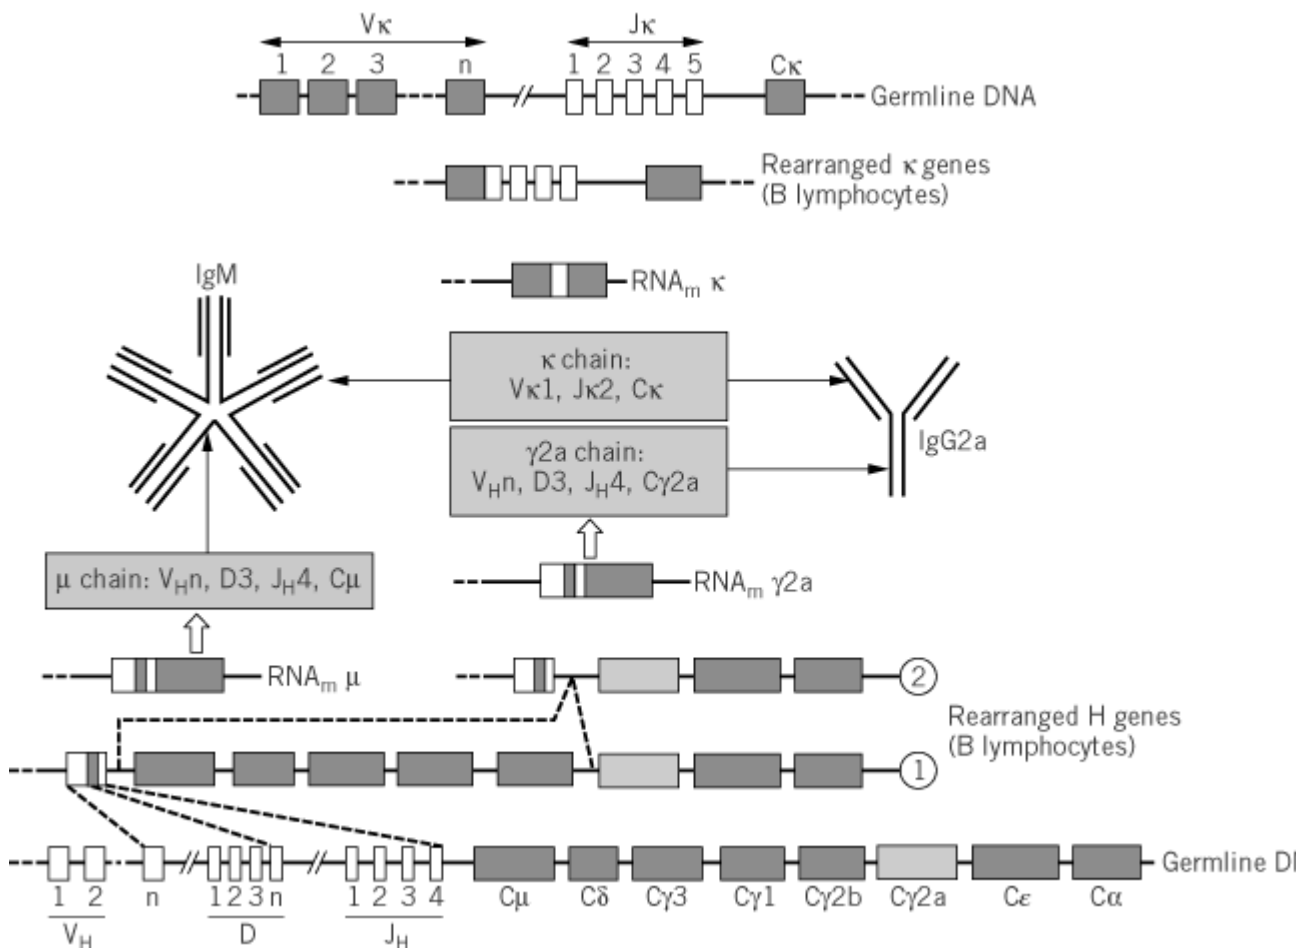 Vκ
Jκ
1 2 3 n 1 2 3 4 5 Cκ
Germline DNA
Rearranged κ genes
(B lymphocytes)
IgM
RNAm κ
κ chain:
Vκ1, Jκ2, Cκ
IgG2a
γ2a chain:
VHn, D3, JH4, Cγ2a
μ chain: VHn, D3, JH4, Cμ
RNAm γ2a
RNAm μ
2
Rearranged H genes
(B lymphocytes)
1
Germline DI
1 2 n 1 2 3 n 1 2 3 4 Cμ Cδ Cγ3 Cγ1 Cγ2b Cγ2a Cε Cα
VH D JH